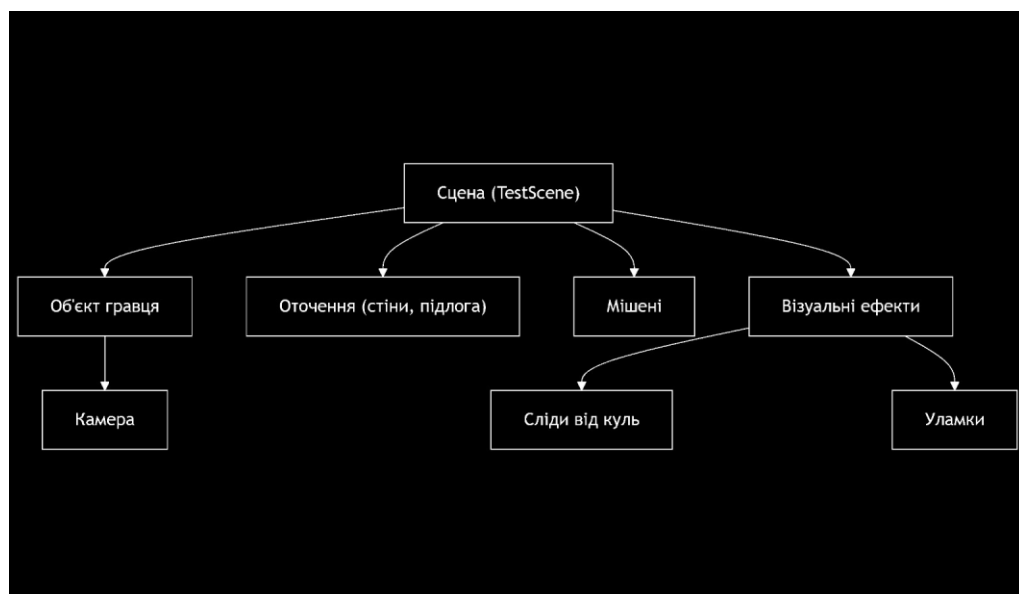 Сцена (TestScene)
Об'єкт гравця
Оточення (стіни, підлога)
Мішені
Візуальні ефекти
Камера
Сліди від куль
Уламки